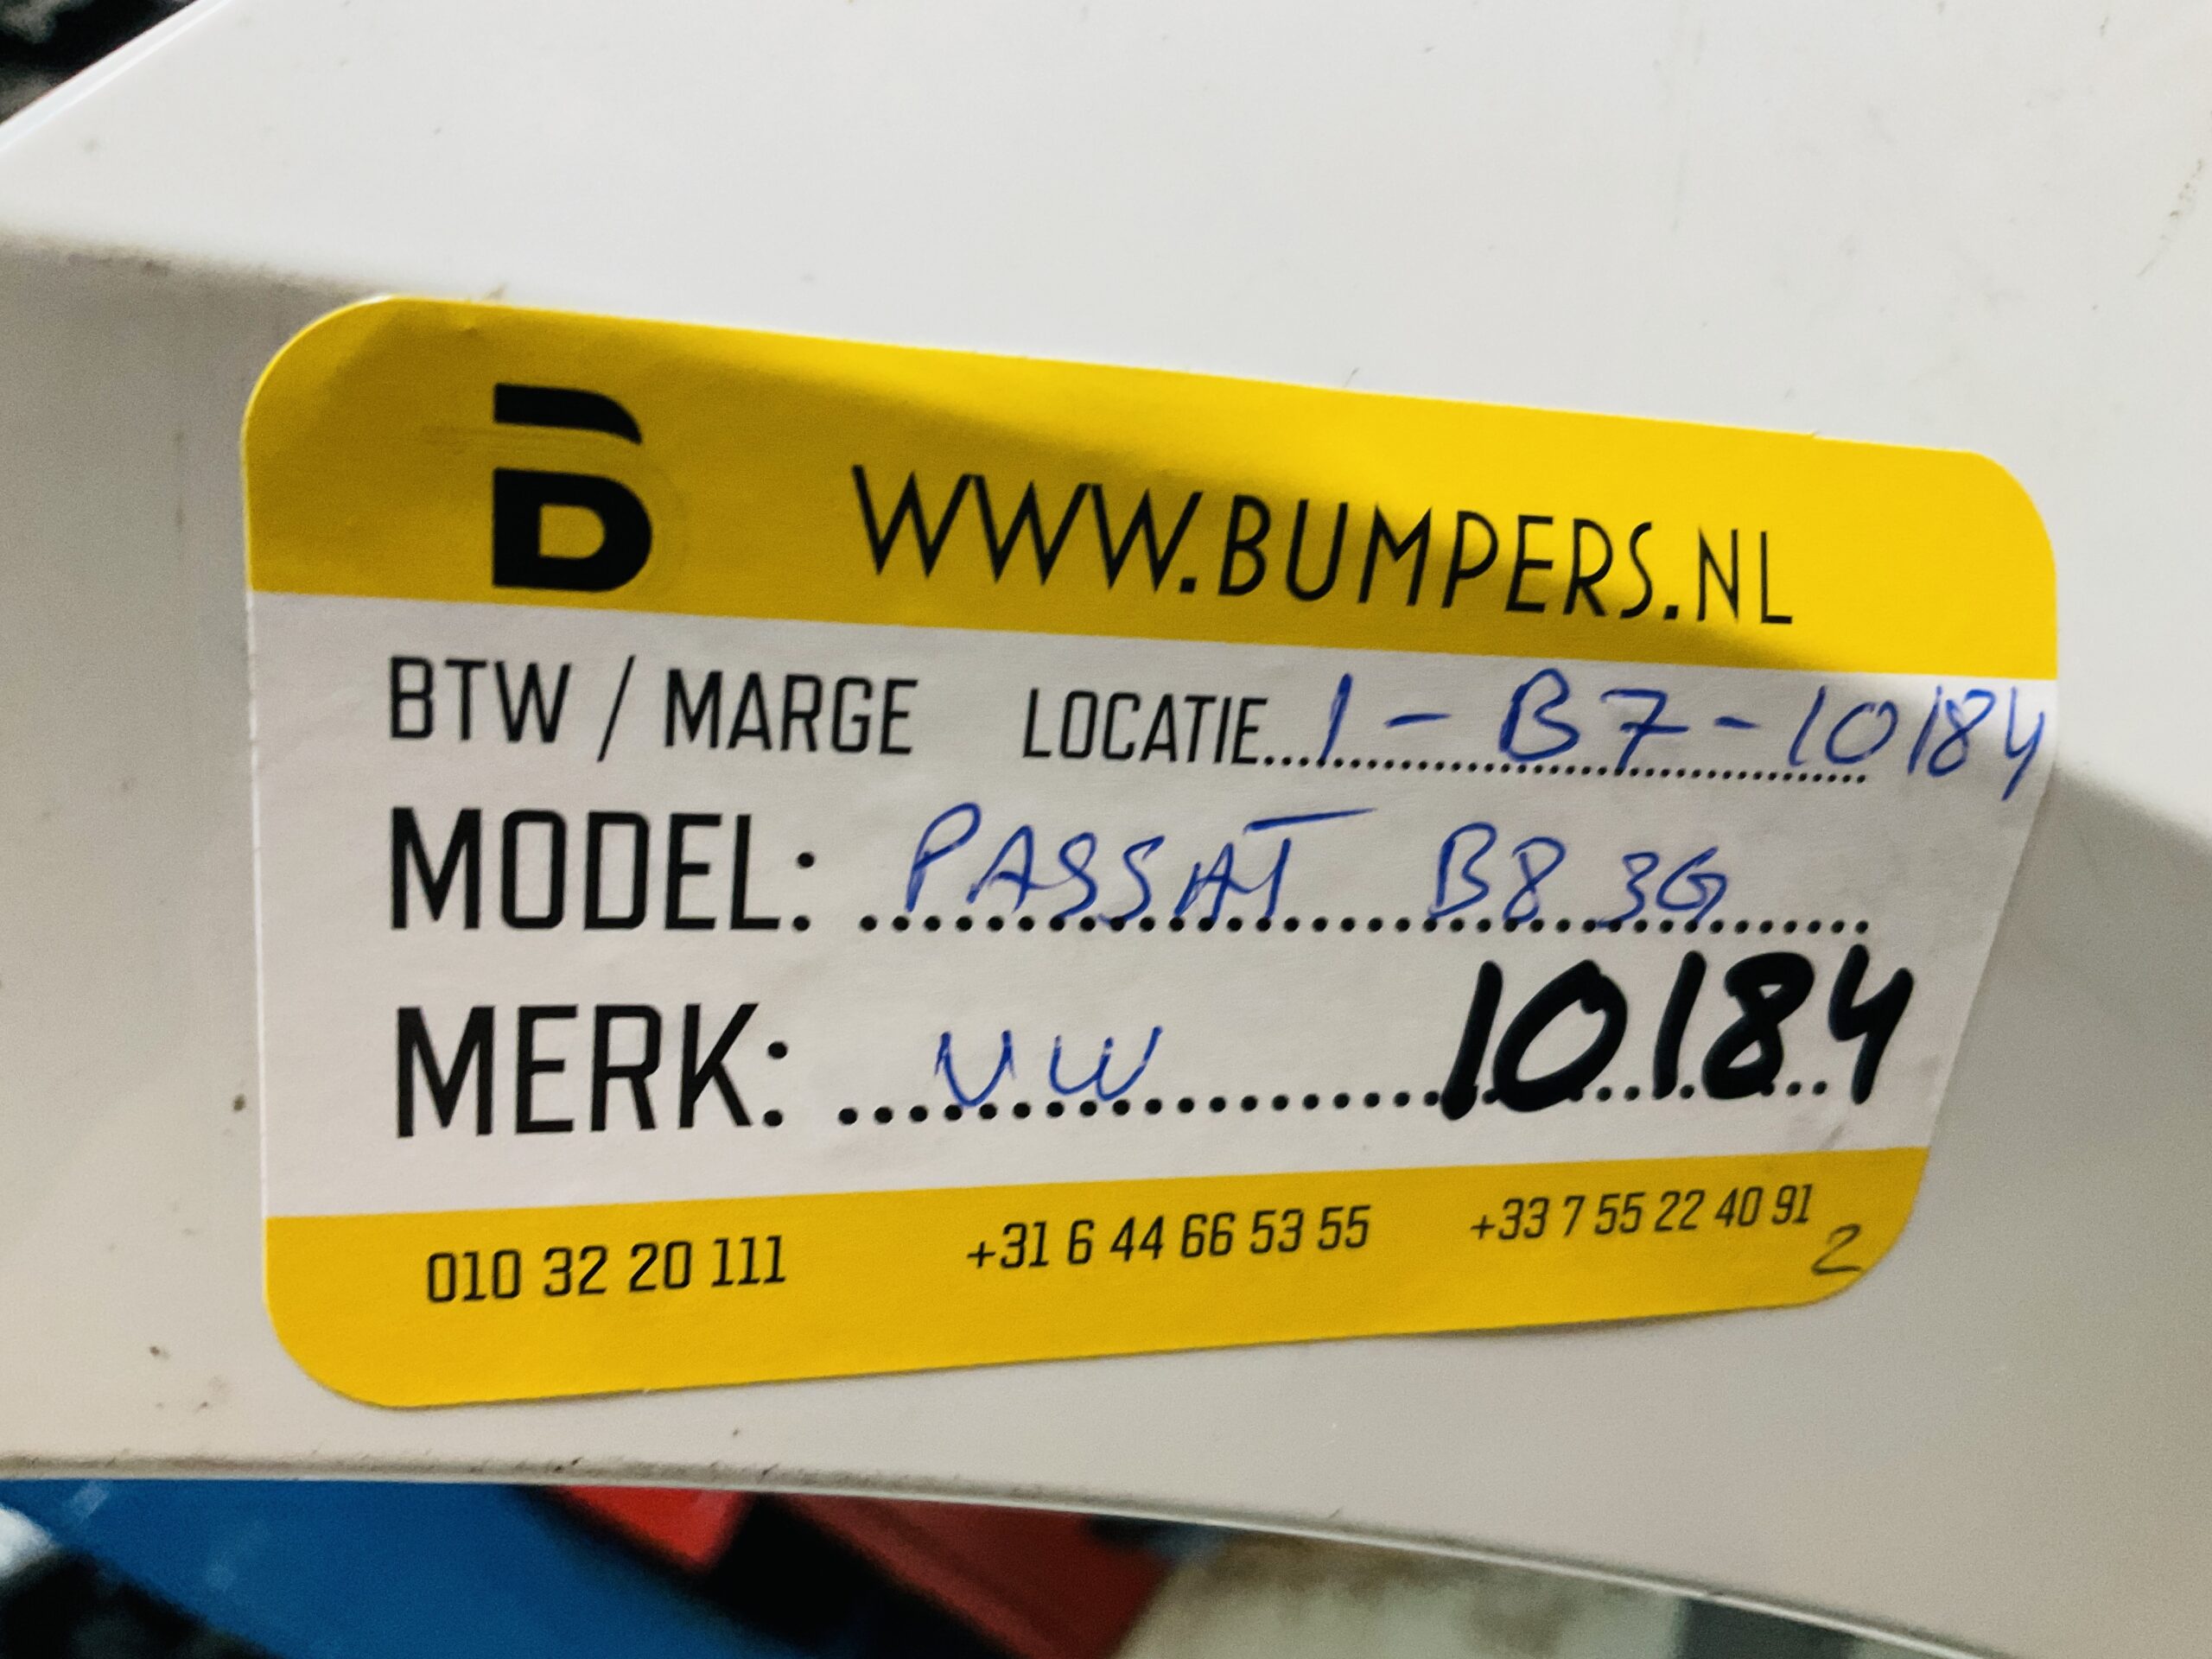 B WWW.BUMPERS.NL
BTW / MARGE LOCATIE...1-B7-10184
MODEL: PASSAT B8 3G
MERK: VW 10184
010 32 20 111 +31 6 44 66 53 55 +33 7 55 22 40 91
2